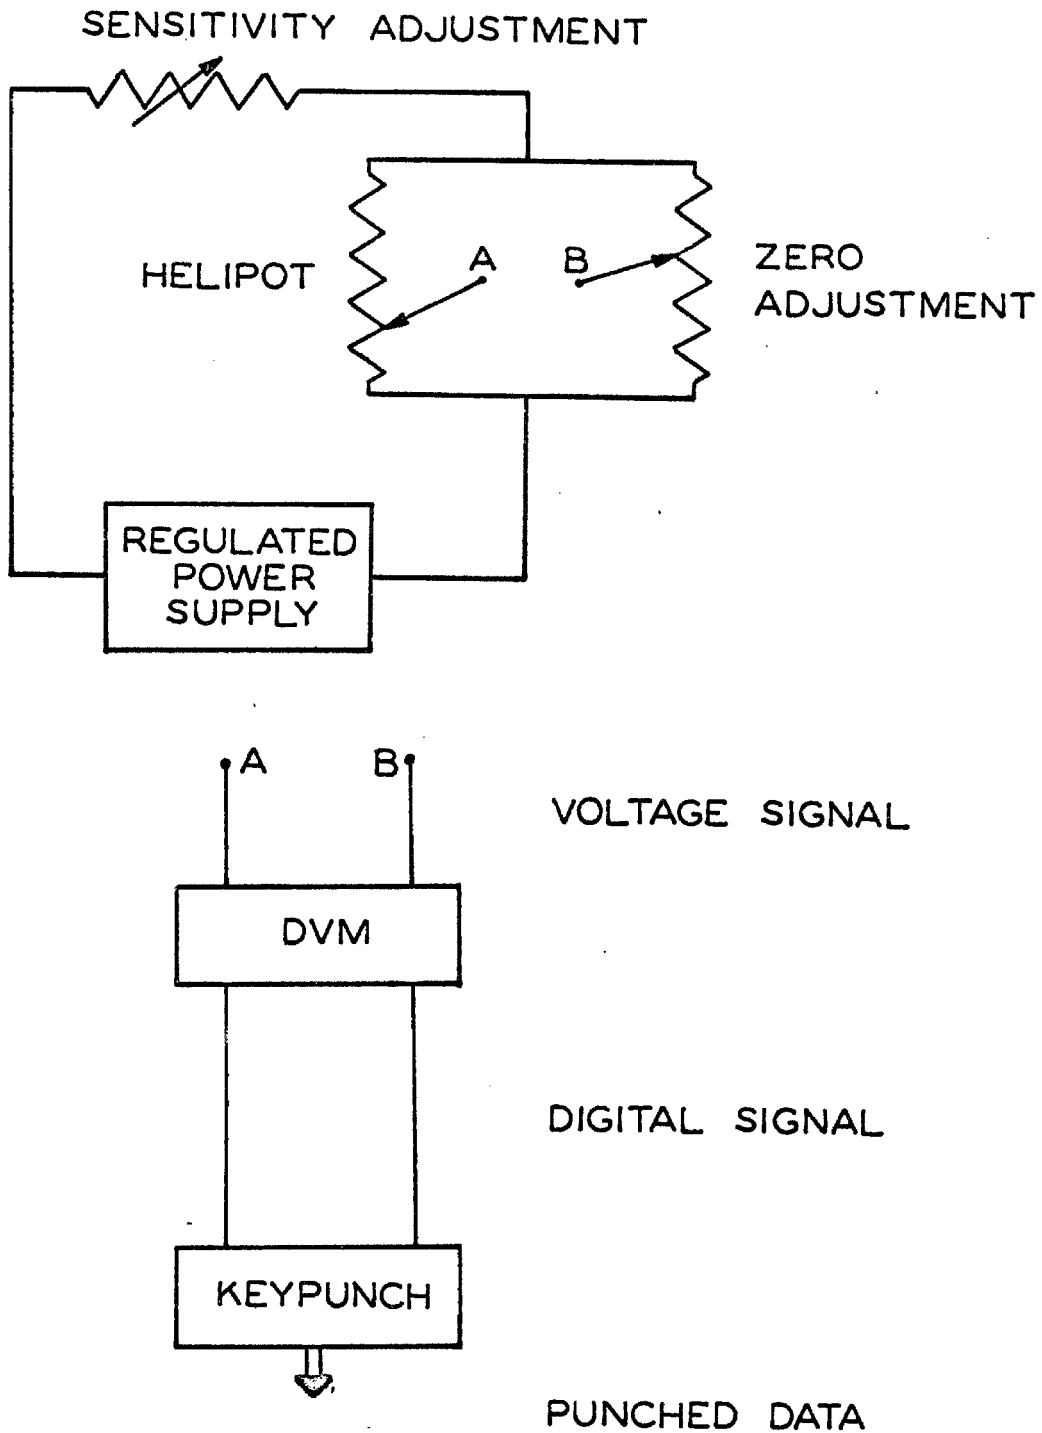 SENSITIVITY ADJUSTMENT
HELIPOT
A
B
ZERO
ADJUSTMENT
REGULATED
POWER
SUPPLY
A
B
VOLTAGE SIGNAL
DVM
DIGITAL SIGNAL
KEYPUNCH
PUNCHED DATA